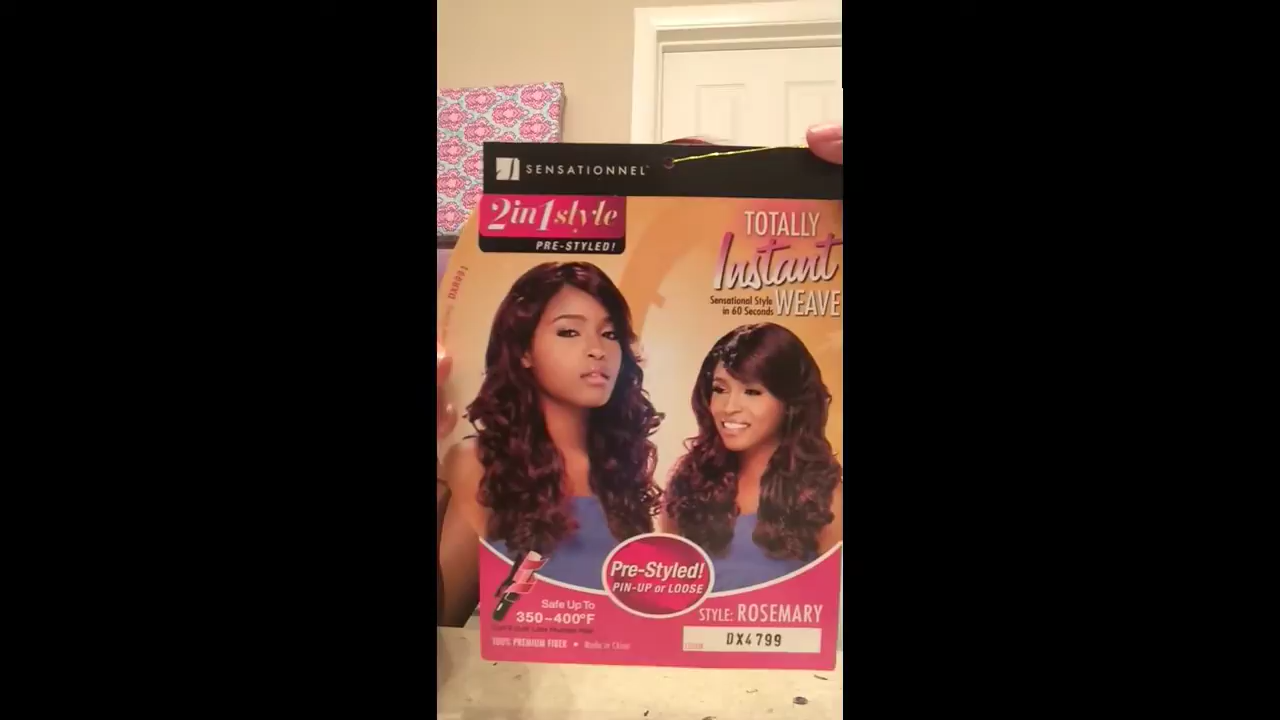 SENSATIONNEL
2in1style
PRE-STYLED!
TOTALLY
Instant
Sensational Style
in 60 Seconds
WEAVE
Pre-Styled!
PIN-UP or LOOSE
Safe Up To
350~400°F
100% PREMIUM FIBER • Made in China
STYLE: ROSEMARY
DX4799